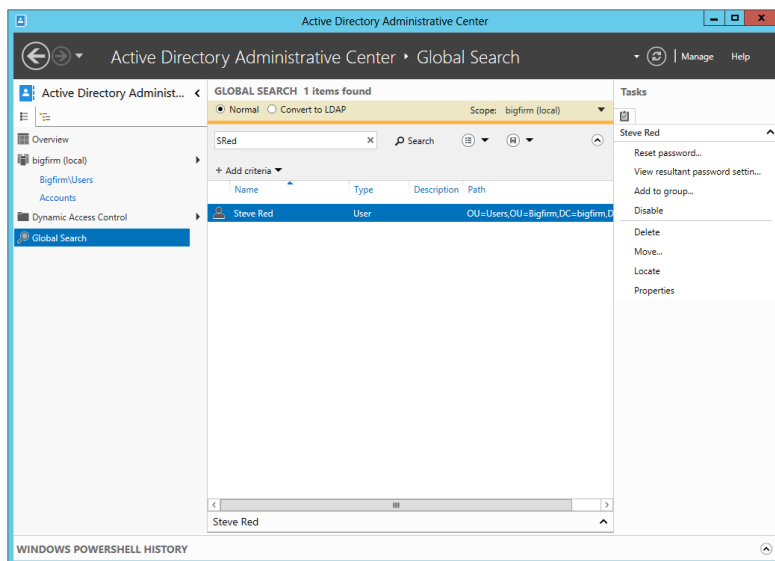 Active Directory Administrative Center
Active Directory Administrative Center • Global Search
Manage
Help
Active Directory Administ...
Overview
bigfirm (local)
Bigfirm\Users
Accounts
Dynamic Access Control
Global Search
GLOBAL SEARCH 1 items found
Normal Convert to LDAP Scope: bigfirm (local)
SRed Search
+ Add criteria
Name Type Description Path
Steve Red User OU=Users,OU=Bigfirm,DC=bigfirm,D
Steve Red
Tasks
Steve Red
Reset password...
View resultant password settin...
Add to group...
Disable
Delete
Move...
Locate
Properties
WINDOWS POWERSHELL HISTORY